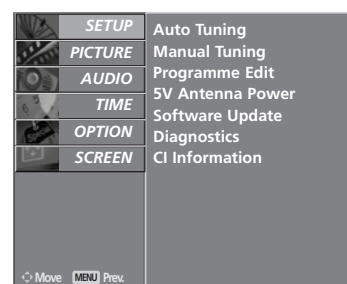 SETUP
PICTURE
AUDIO
TIME
OPTION
SCREEN
Auto Tuning
Manual Tuning
Programme Edit
5V Antenna Power
Software Update
Diagnostics
CI Information
Move MENU Prev.